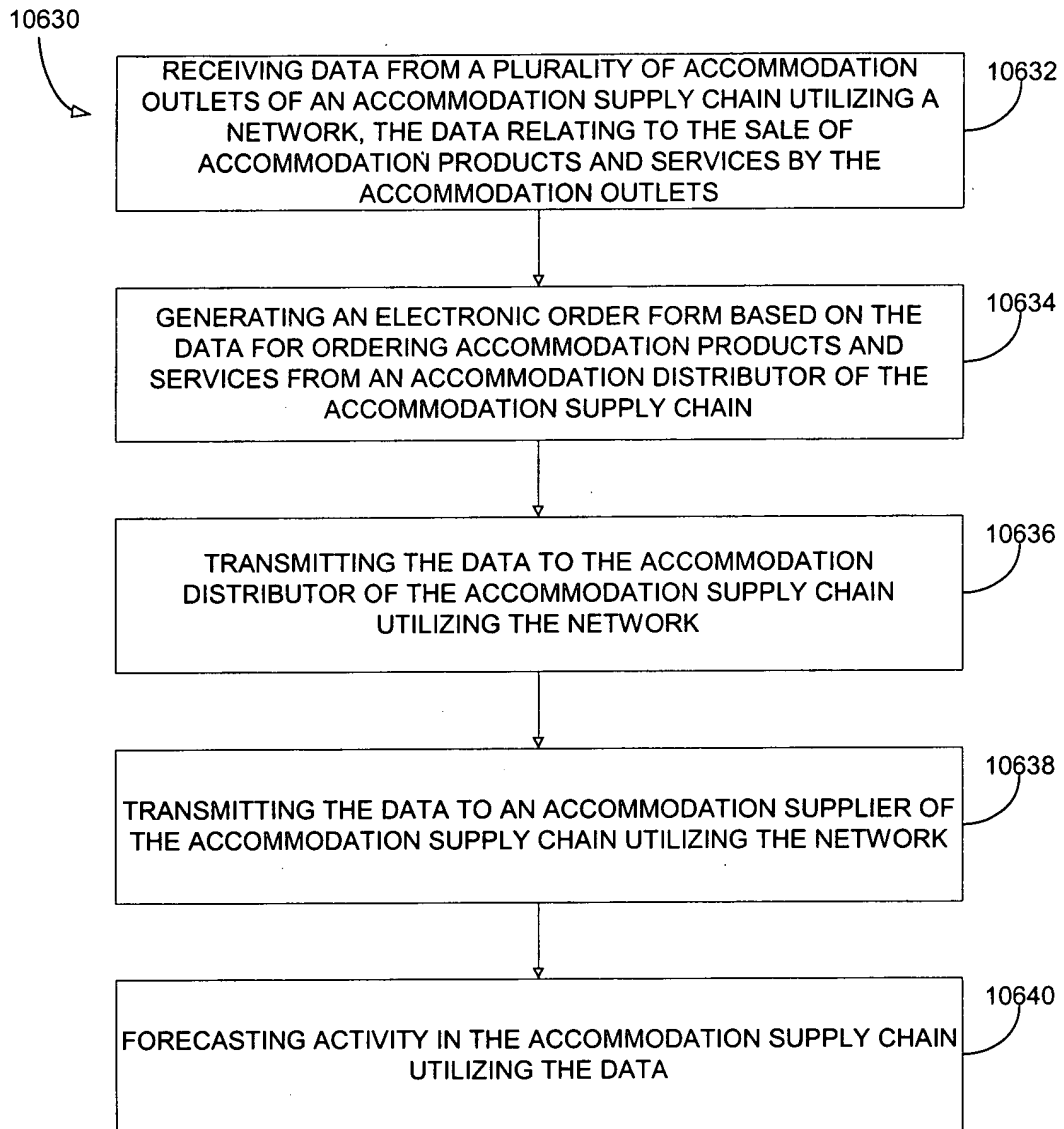 10630
RECEIVING DATA FROM A PLURALITY OF ACCOMMODATION
OUTLETS OF AN ACCOMMODATION SUPPLY CHAIN UTILIZING A
NETWORK, THE DATA RELATING TO THE SALE OF
ACCOMMODATION PRODUCTS AND SERVICES BY THE
ACCOMMODATION OUTLETS
10632
GENERATING AN ELECTRONIC ORDER FORM BASED ON THE
DATA FOR ORDERING ACCOMMODATION PRODUCTS AND
SERVICES FROM AN ACCOMMODATION DISTRIBUTOR OF THE
ACCOMMODATION SUPPLY CHAIN
10634
TRANSMITTING THE DATA TO THE ACCOMMODATION
DISTRIBUTOR OF THE ACCOMMODATION SUPPLY CHAIN
UTILIZING THE NETWORK
10636
TRANSMITTING THE DATA TO AN ACCOMMODATION SUPPLIER OF
THE ACCOMMODATION SUPPLY CHAIN UTILIZING THE NETWORK
10638
FORECASTING ACTIVITY IN THE ACCOMMODATION SUPPLY CHAIN
UTILIZING THE DATA
10640